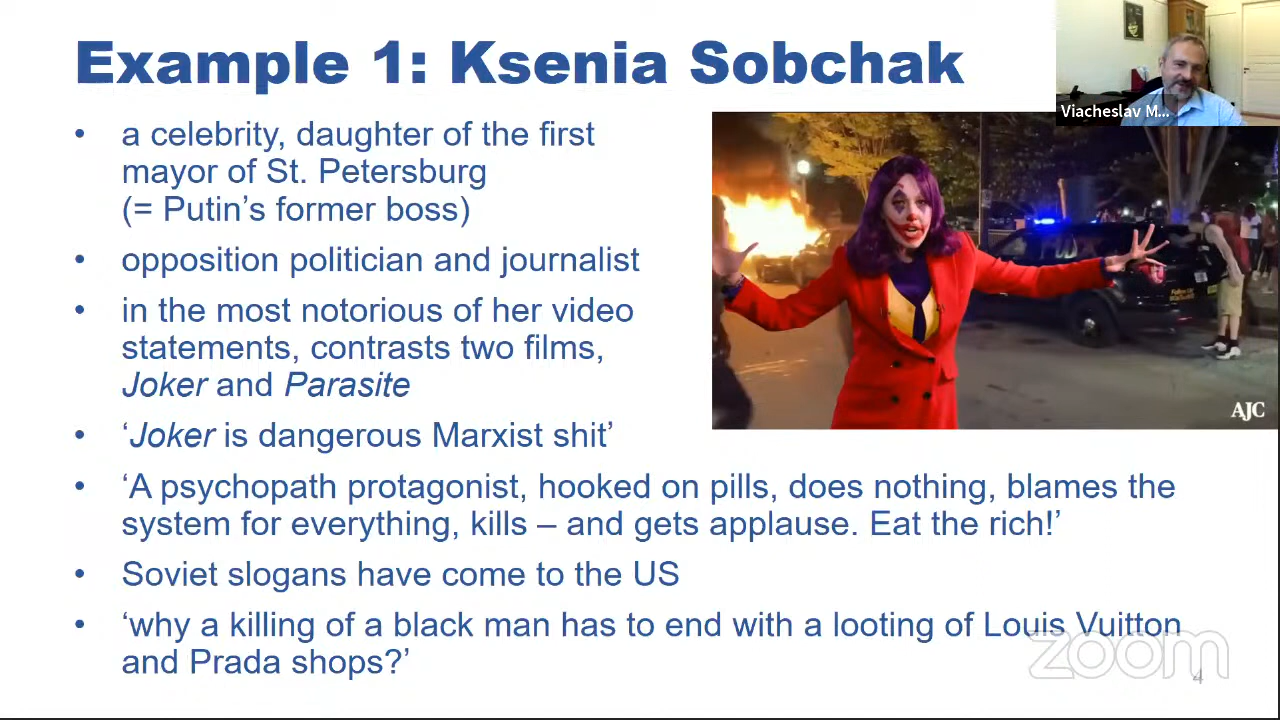 Example 1: Ksenia Sobchak
Viacheslav M...
• a celebrity, daughter of the first
mayor of St. Petersburg
(= Putin’s former boss)
• opposition politician and journalist
• in the most notorious of her video
statements, contrasts two films,
Joker and Parasite
AJC
• ‘Joker is dangerous Marxist shit’
• ‘A psychopath protagonist, hooked on pills, does nothing, blames the
system for everything, kills – and gets applause. Eat the rich!’
• Soviet slogans have come to the US
• ‘why a killing of a black man has to end with a looting of Louis Vuitton
and Prada shops?’
zoom
4